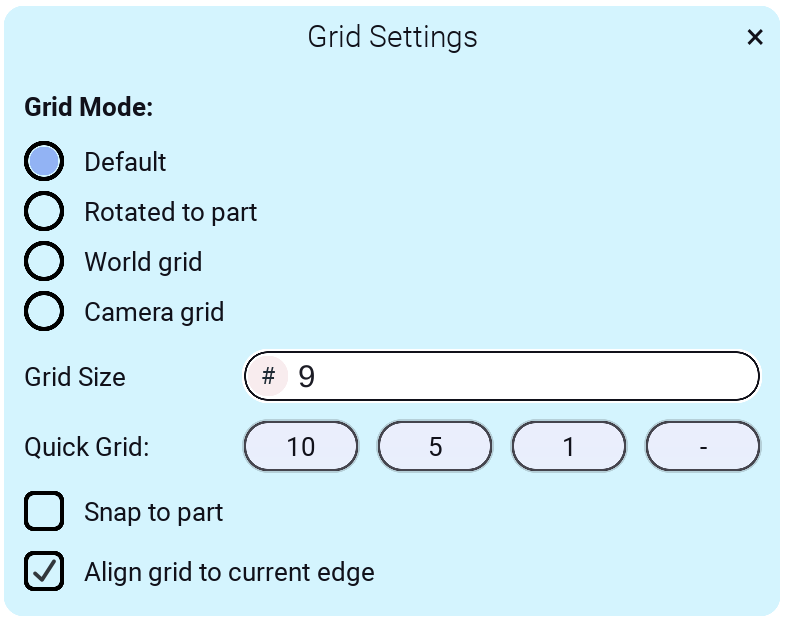 Grid Settings ×
Grid Mode:
Default
Rotated to part
World grid
Camera grid
Grid Size # 9
Quick Grid: 10 5 1 -
Snap to part
Align grid to current edge